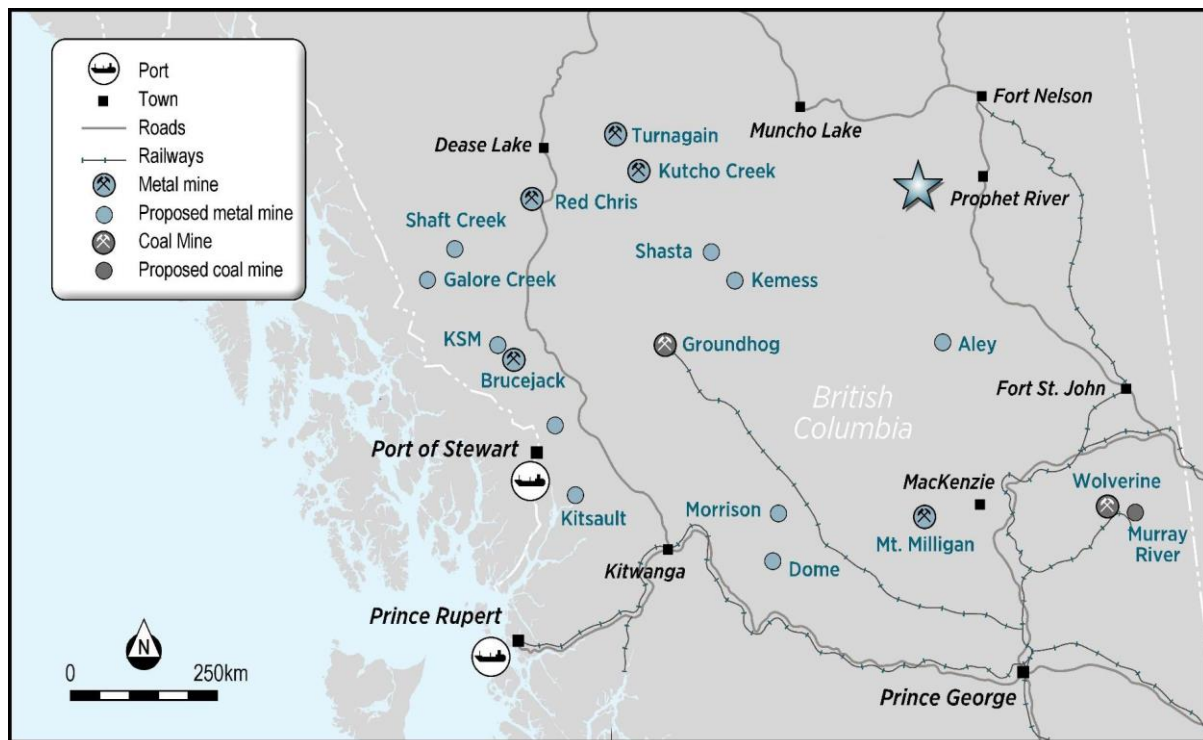 Port
Town
Roads
Railways
Metal mine
Proposed metal mine
Coal Mine
Proposed coal mine
Fort Nelson
Muncho Lake
Dease Lake
Turnagain
Kutcho Creek
Prophet River
Red Chris
Shaft Creek
Shasta
Galore Creek
Kemess
KSM
Groundhog
Aley
Brucejack
Fort St. John
British
Columbia
Port of Stewart
MacKenzie
Wolverine
Kitsault
Morrison
Mt. Milligan
Murray
River
Kitwanga
Dome
Prince Rupert
N
0 250km
Prince George